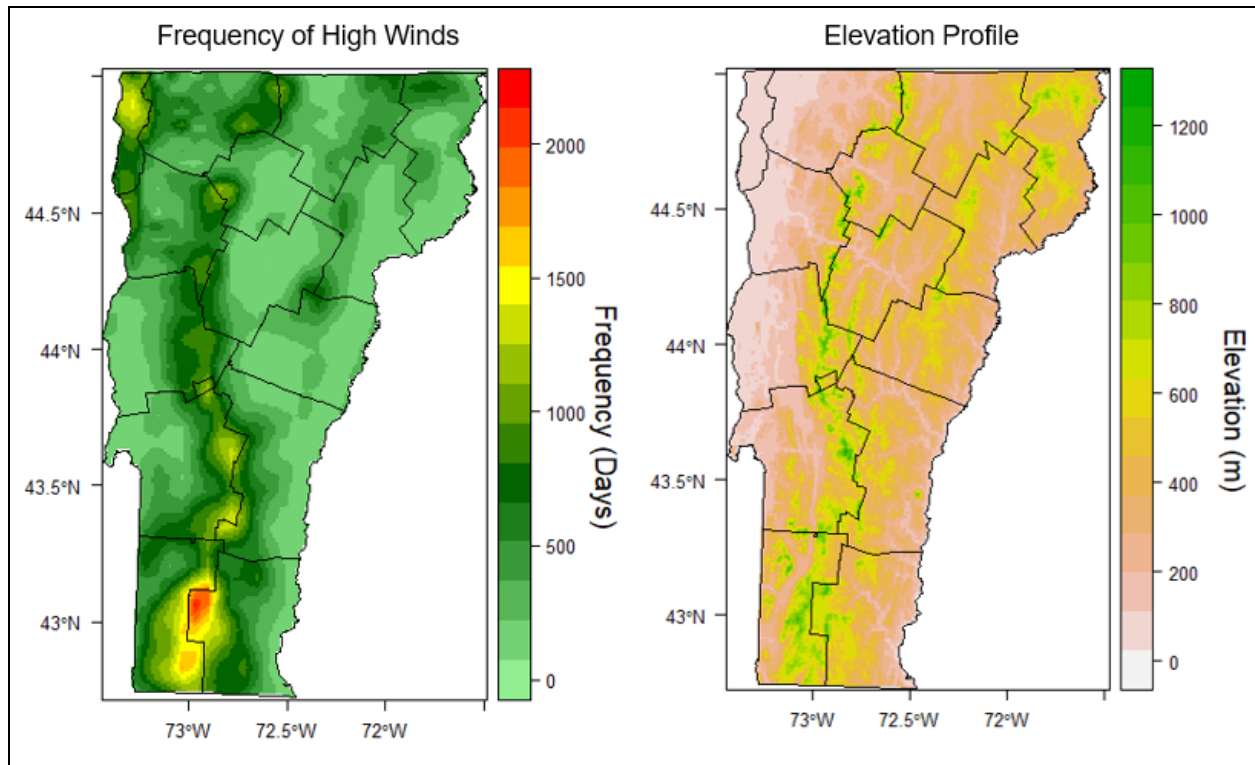 Frequency of High Winds
44.5°N
44°N
43.5°N
43°N
73°W
72.5°W
72°W
2000
1500
1000
500
0
Frequency (Days)
Elevation Profile
44.5°N
44°N
43.5°N
43°N
73°W
72.5°W
72°W
1200
1000
800
600
400
200
0
Elevation (m)